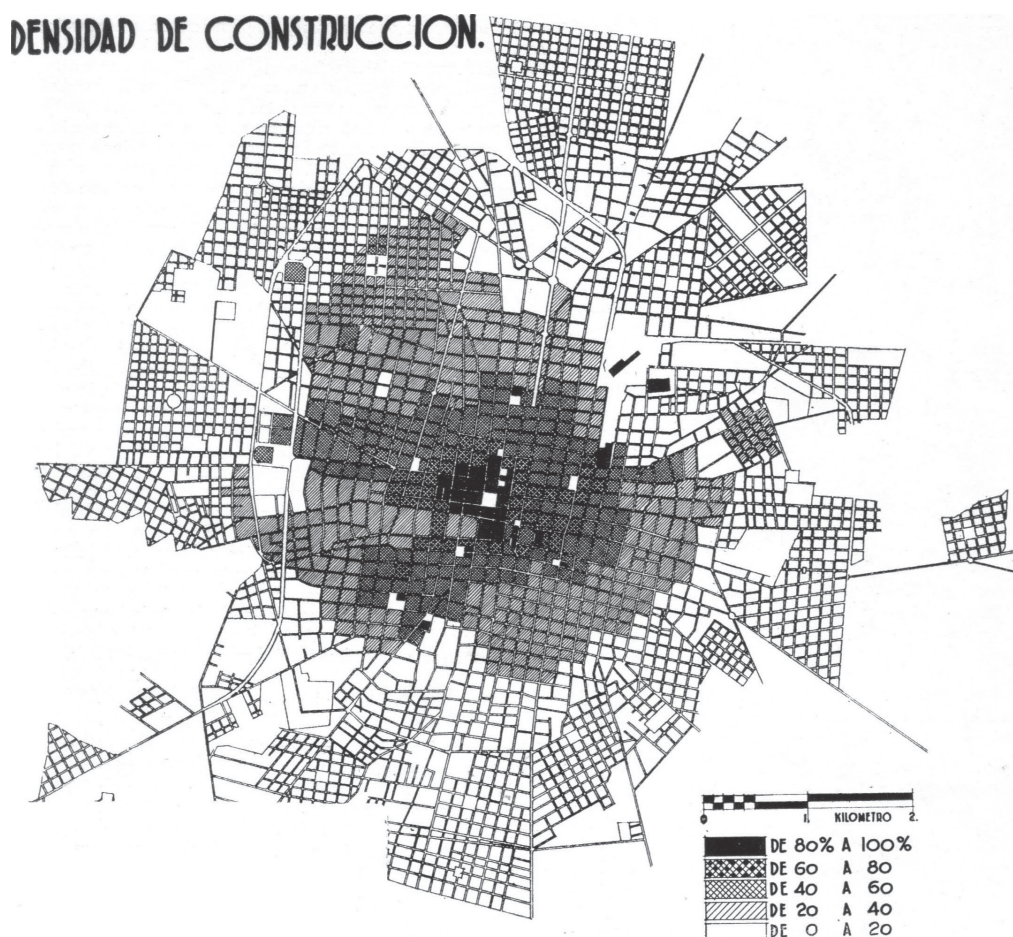 DENSIDAD DE CONSTRUCCION.
0 1. KILOMETRO 2.
DE 80% A 100%
DE 60 A 80
DE 40 A 60
DE 20 A 40
DE 0 A 20